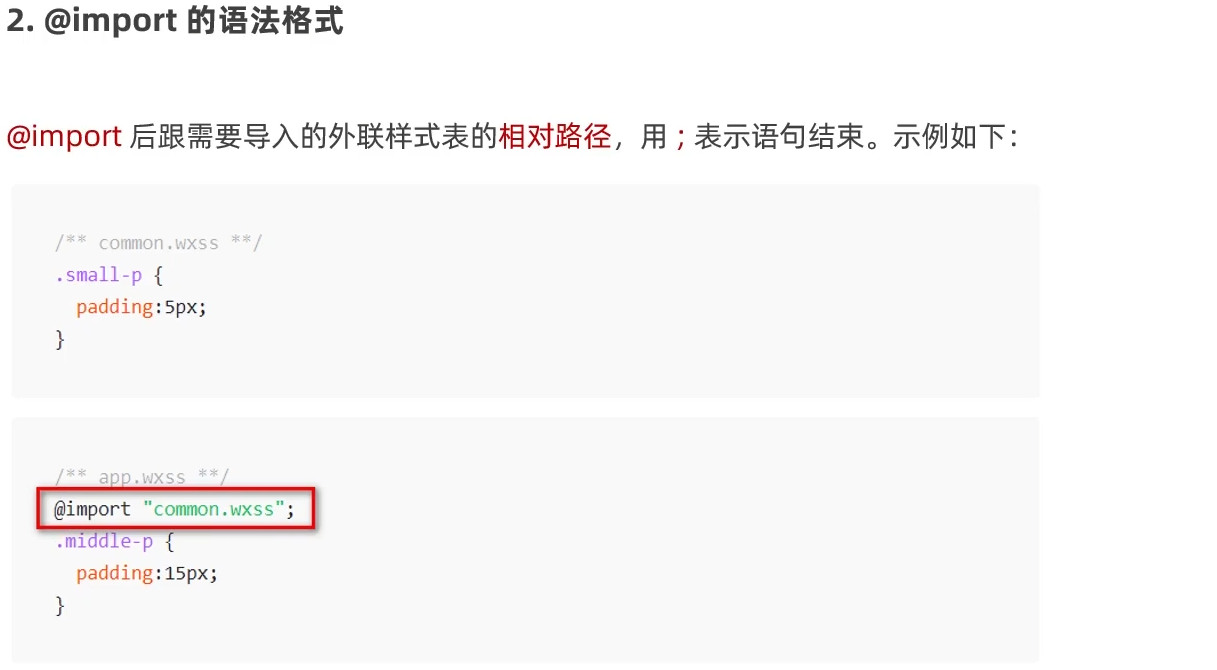 2. @import 的语法格式
@import 后跟需要导入的外联样式表的相对路径，用 ; 表示语句结束。示例如下：
/** common.wxss **/
.small-p {
  padding:5px;
}
/** app.wxss **/
@import "common.wxss";
.middle-p {
  padding:15px;
}